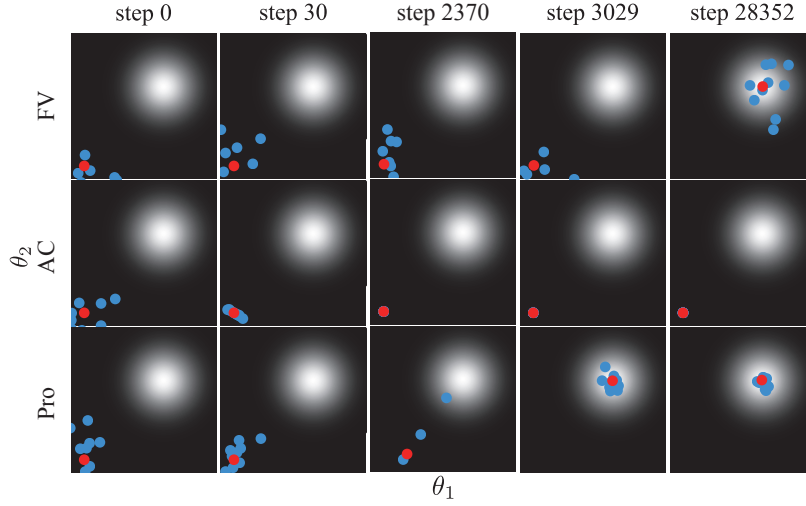 step 0 step 30 step 2370 step 3029 step 28352
FV
θ₂ AC
Pro
θ₁